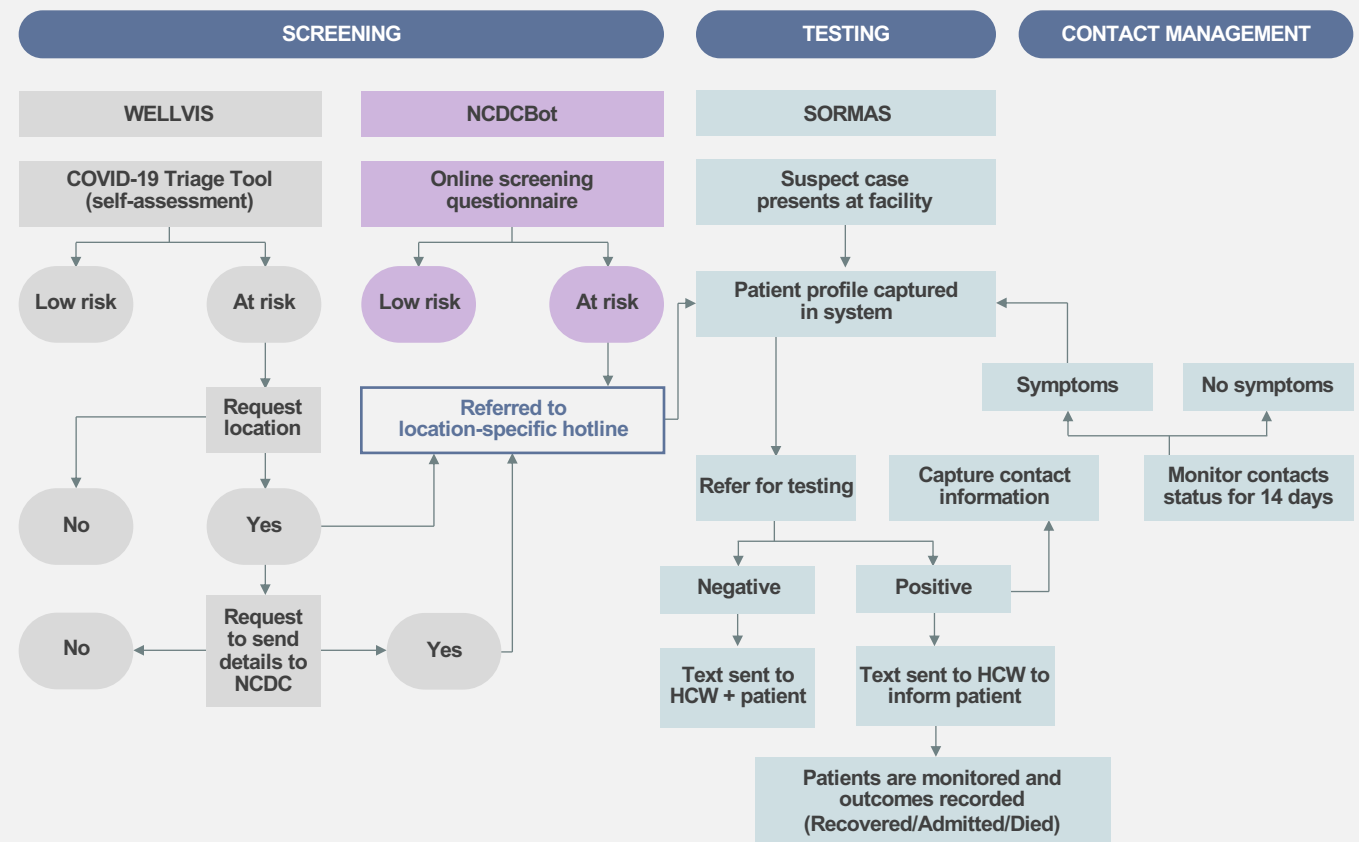 SCREENING
TESTING
CONTACT MANAGEMENT
WELLVIS
NCDCBot
SORMAS
COVID-19 Triage Tool
(self-assessment)
Online screening
questionnaire
Suspect case
presents at facility
Low risk
At risk
Low risk
At risk
Patient profile captured
in system
Request
location
Referred to
location-specific hotline
Symptoms
No symptoms
No
Yes
Refer for testing
Capture contact
information
Monitor contacts
status for 14 days
Negative
Positive
No
Request
to send
details to
NCDC
Yes
Text sent to
HCW + patient
Text sent to HCW to
inform patient
Patients are monitored and
outcomes recorded
(Recovered/Admitted/Died)